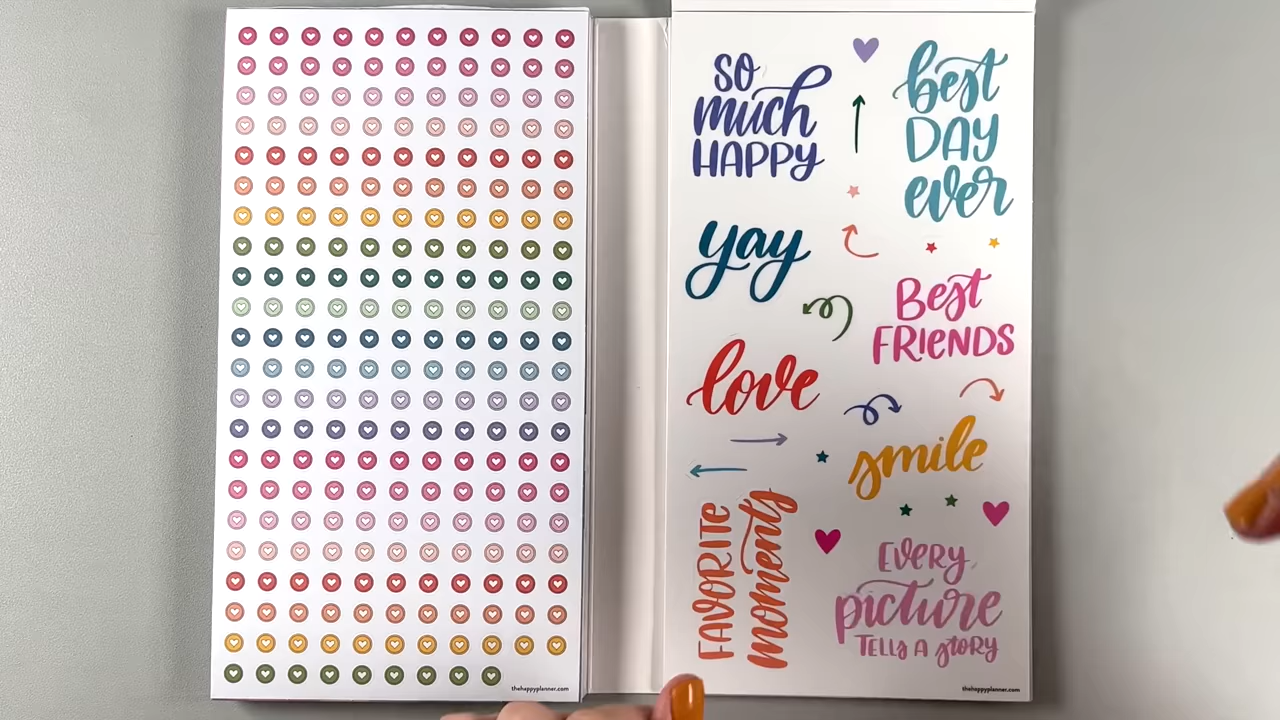 so
much
HAPPY
best
DAY
ever
yay
Best
FRIENDS
love
smile
FAVORITE
moments
EVERY
picture
TELLS A STORY
thehappyplanner.com
thehappyplanner.com